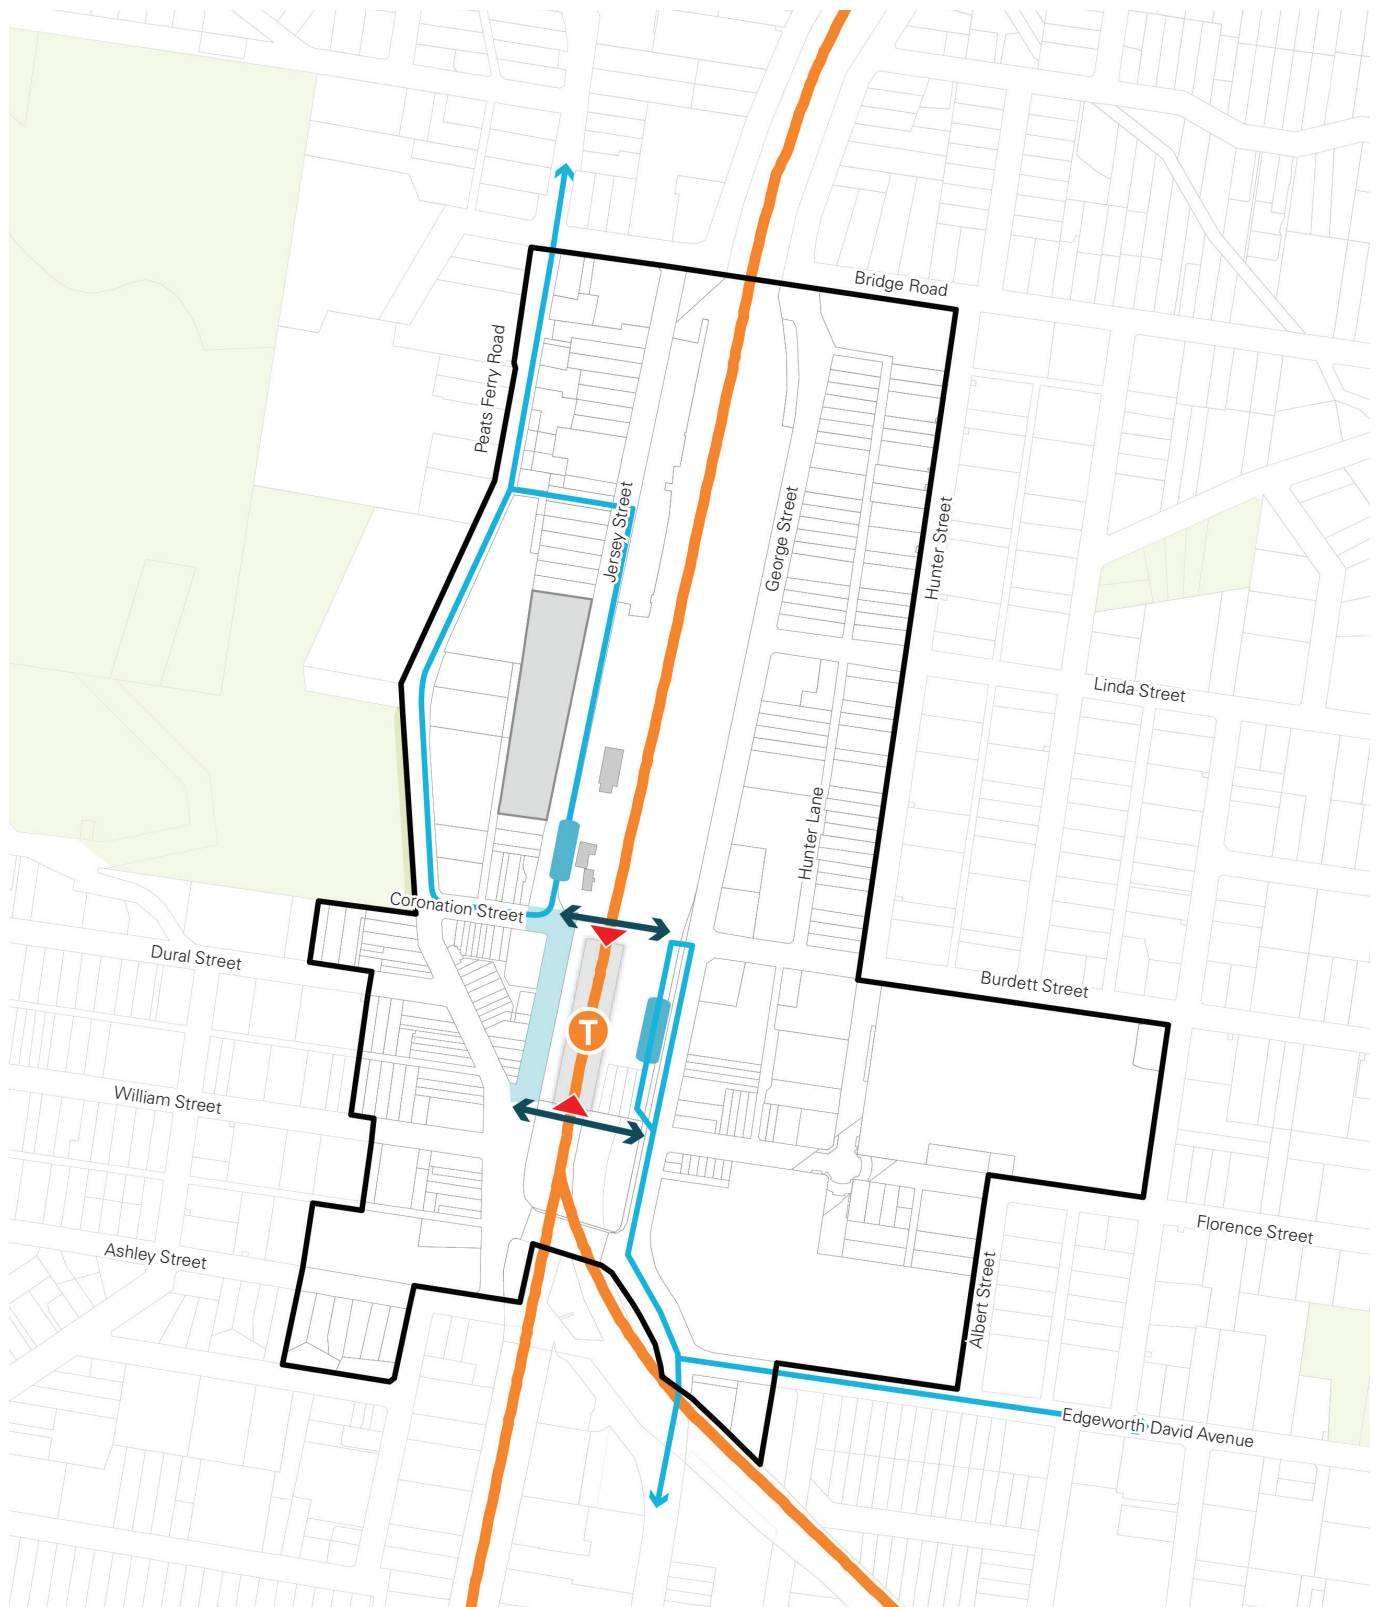 Bridge Road
Peats Ferry Road
Jersey Street
George Street
Hunter Street
Linda Street
Hunter Lane
Coronation Street
Dural Street
Burdett Street
T
William Street
Florence Street
Ashley Street
Albert Street
Edgeworth David Avenue